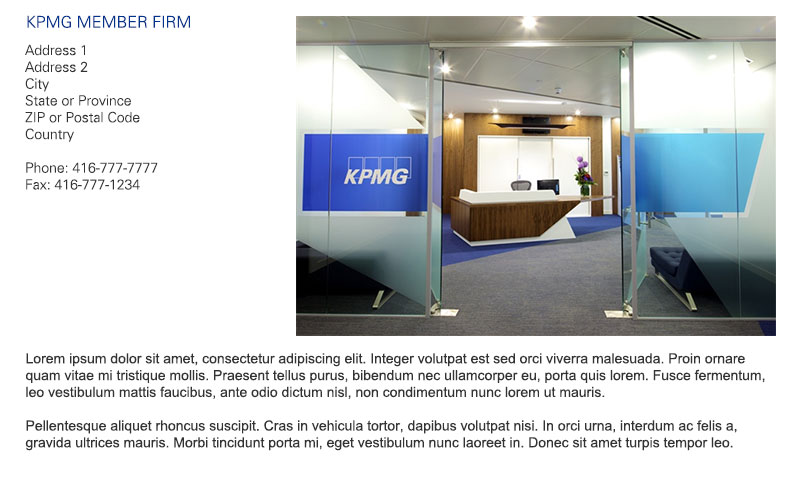 KPMG MEMBER FIRM
Address 1
Address 2
City
State or Province
ZIP or Postal Code
Country
Phone: 416-777-7777
Fax: 416-777-1234
KPMG
Lorem ipsum dolor sit amet, consectetur adipiscing elit. Integer volutpat est sed orci viverra malesuada. Proin ornare
quam vitae mi tristique mollis. Praesent tellus purus, bibendum nec ullamcorper eu, porta quis lorem. Fusce fermentum,
leo vestibulum mattis faucibus, ante odio dictum nisl, non condimentum nunc lorem ut mauris.
Pellentesque aliquet rhoncus suscipit. Cras in vehicula tortor, dapibus volutpat nisi. In orci urna, interdum ac felis a,
gravida ultrices mauris. Morbi tincidunt porta mi, eget vestibulum nunc laoreet in. Donec sit amet turpis tempor leo.